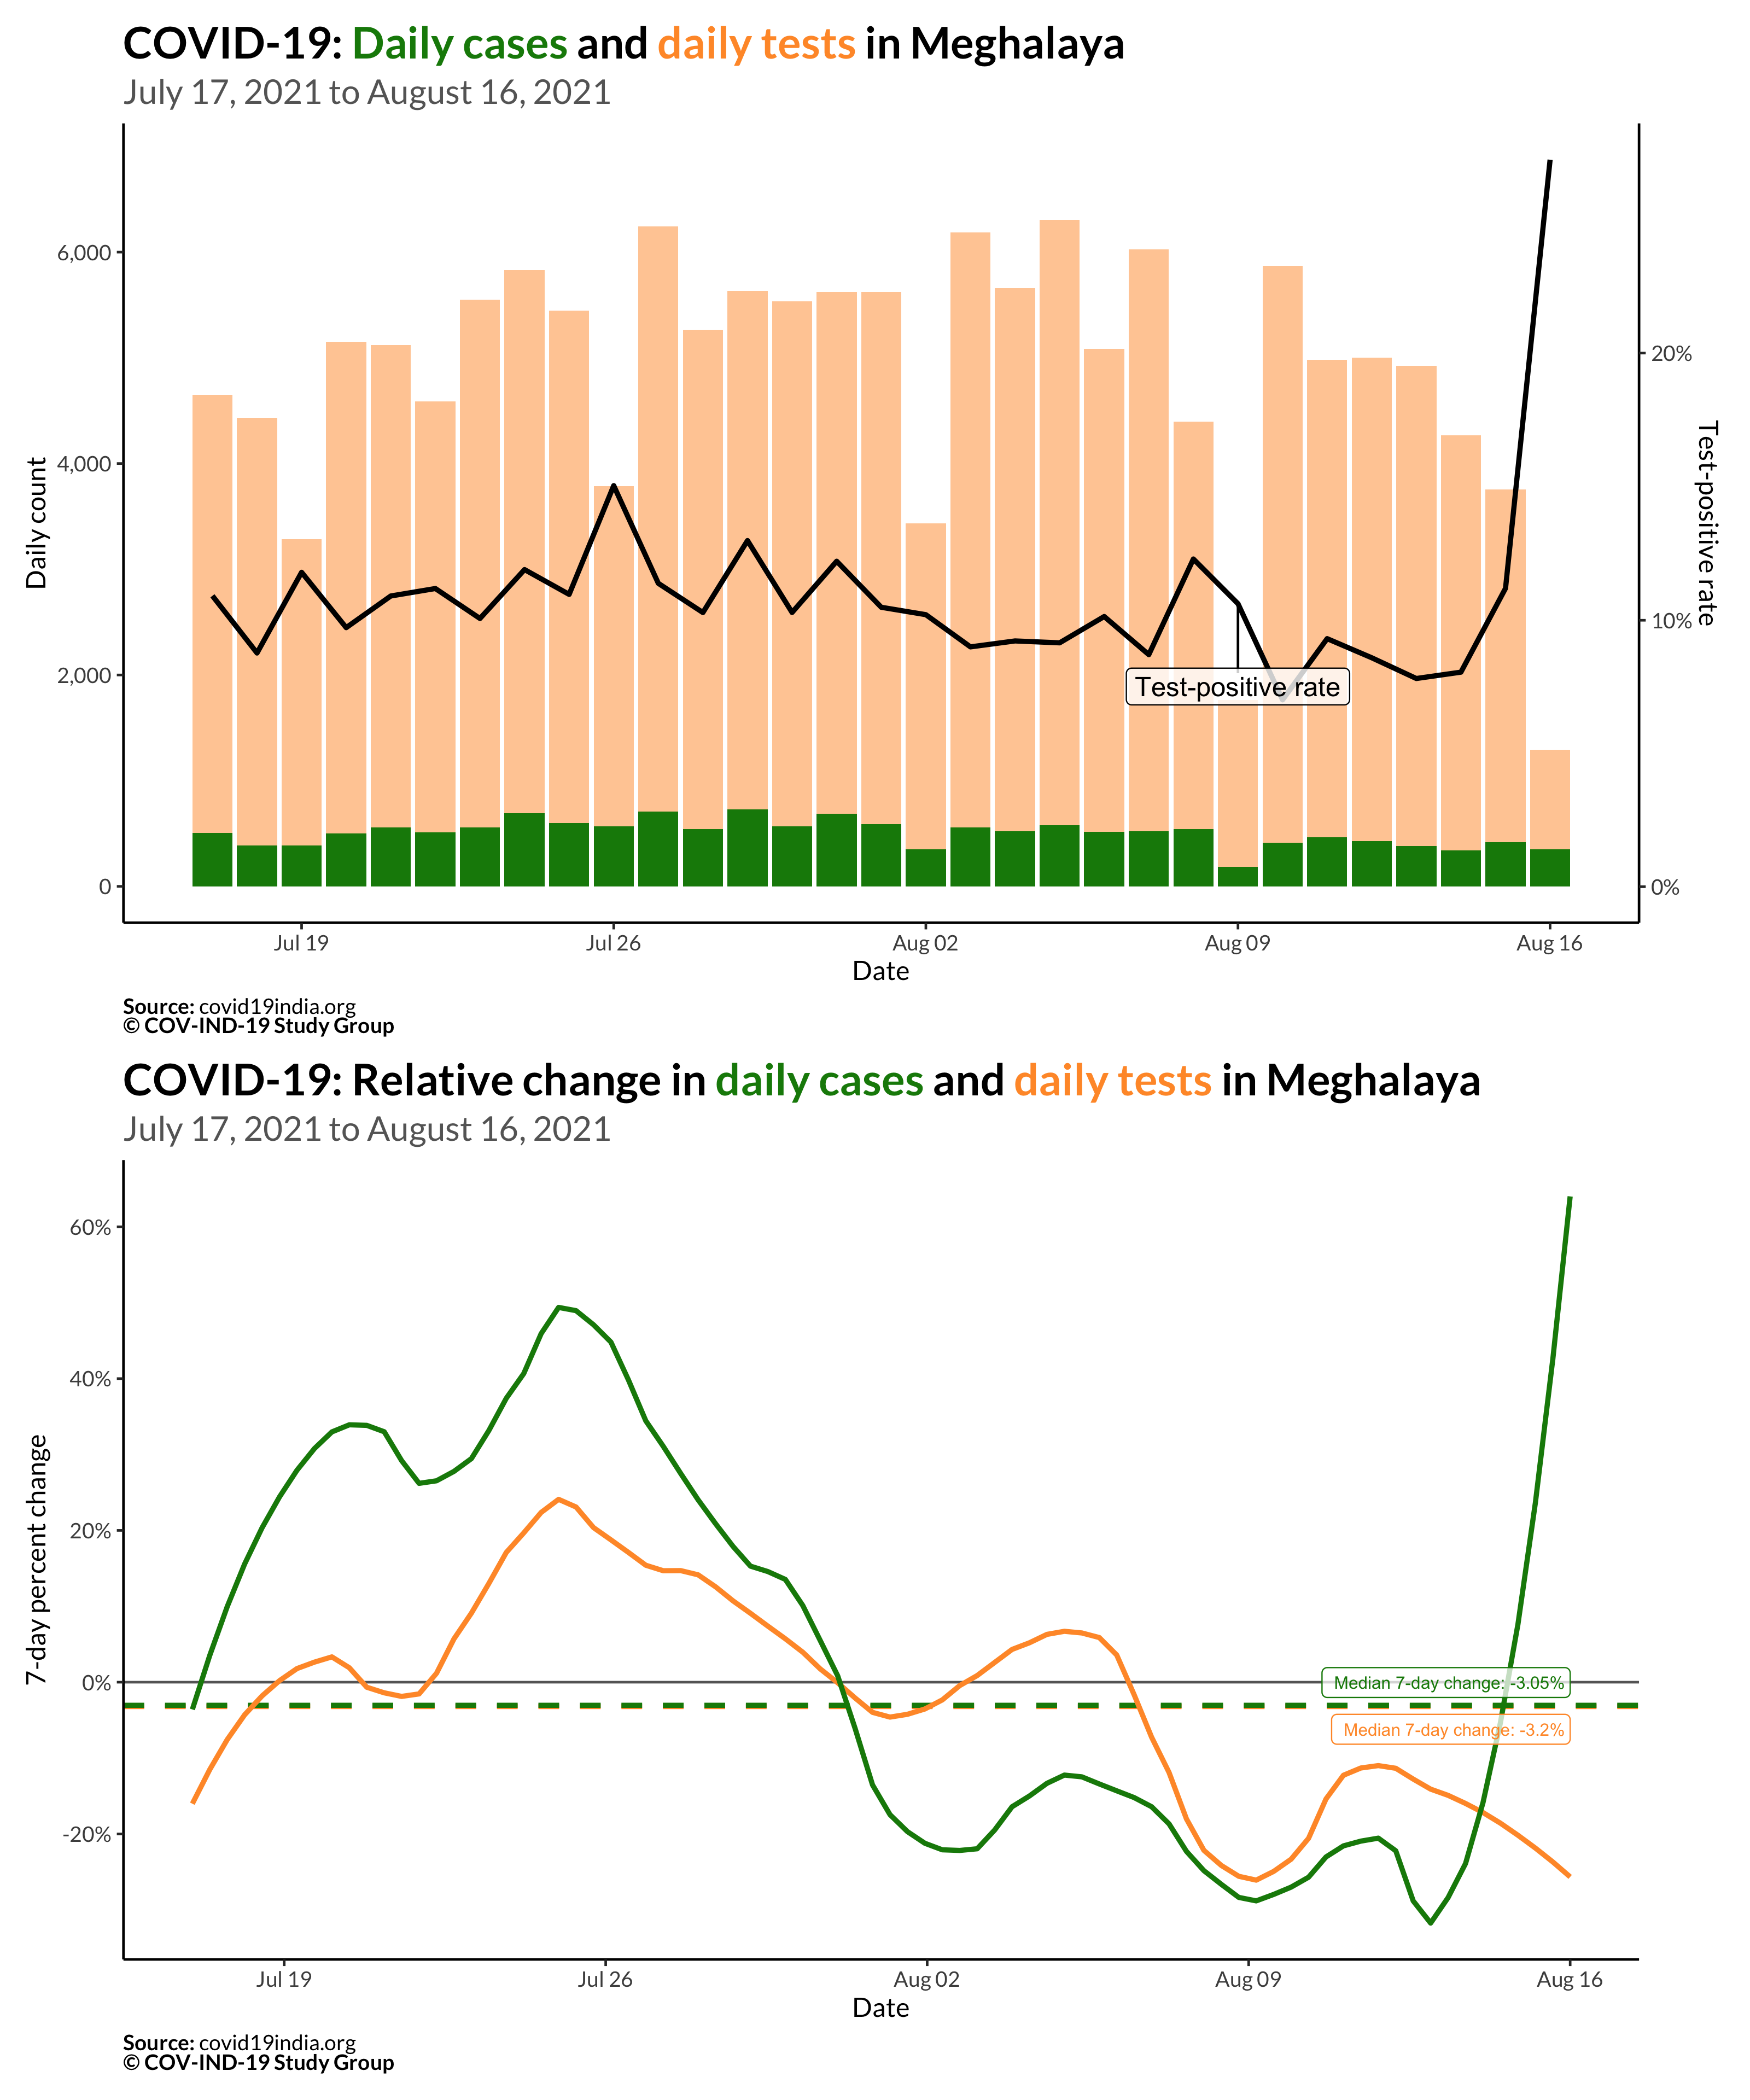 COVID-19: Daily cases and daily tests in Meghalaya
July 17, 2021 to August 16, 2021
Daily count
6,000
4,000
2,000
0
Test-positive rate
20%
10%
0%
Test-positive rate
Jul 19
Jul 26
Aug 02
Aug 09
Aug 16
Date
Source: covid19india.org
© COV-IND-19 Study Group
COVID-19: Relative change in daily cases and daily tests in Meghalaya
July 17, 2021 to August 16, 2021
7-day percent change
60%
40%
20%
0%
-20%
Median 7-day change: -3.05%
Median 7-day change: -3.2%
Jul 19
Jul 26
Aug 02
Aug 09
Aug 16
Date
Source: covid19india.org
© COV-IND-19 Study Group